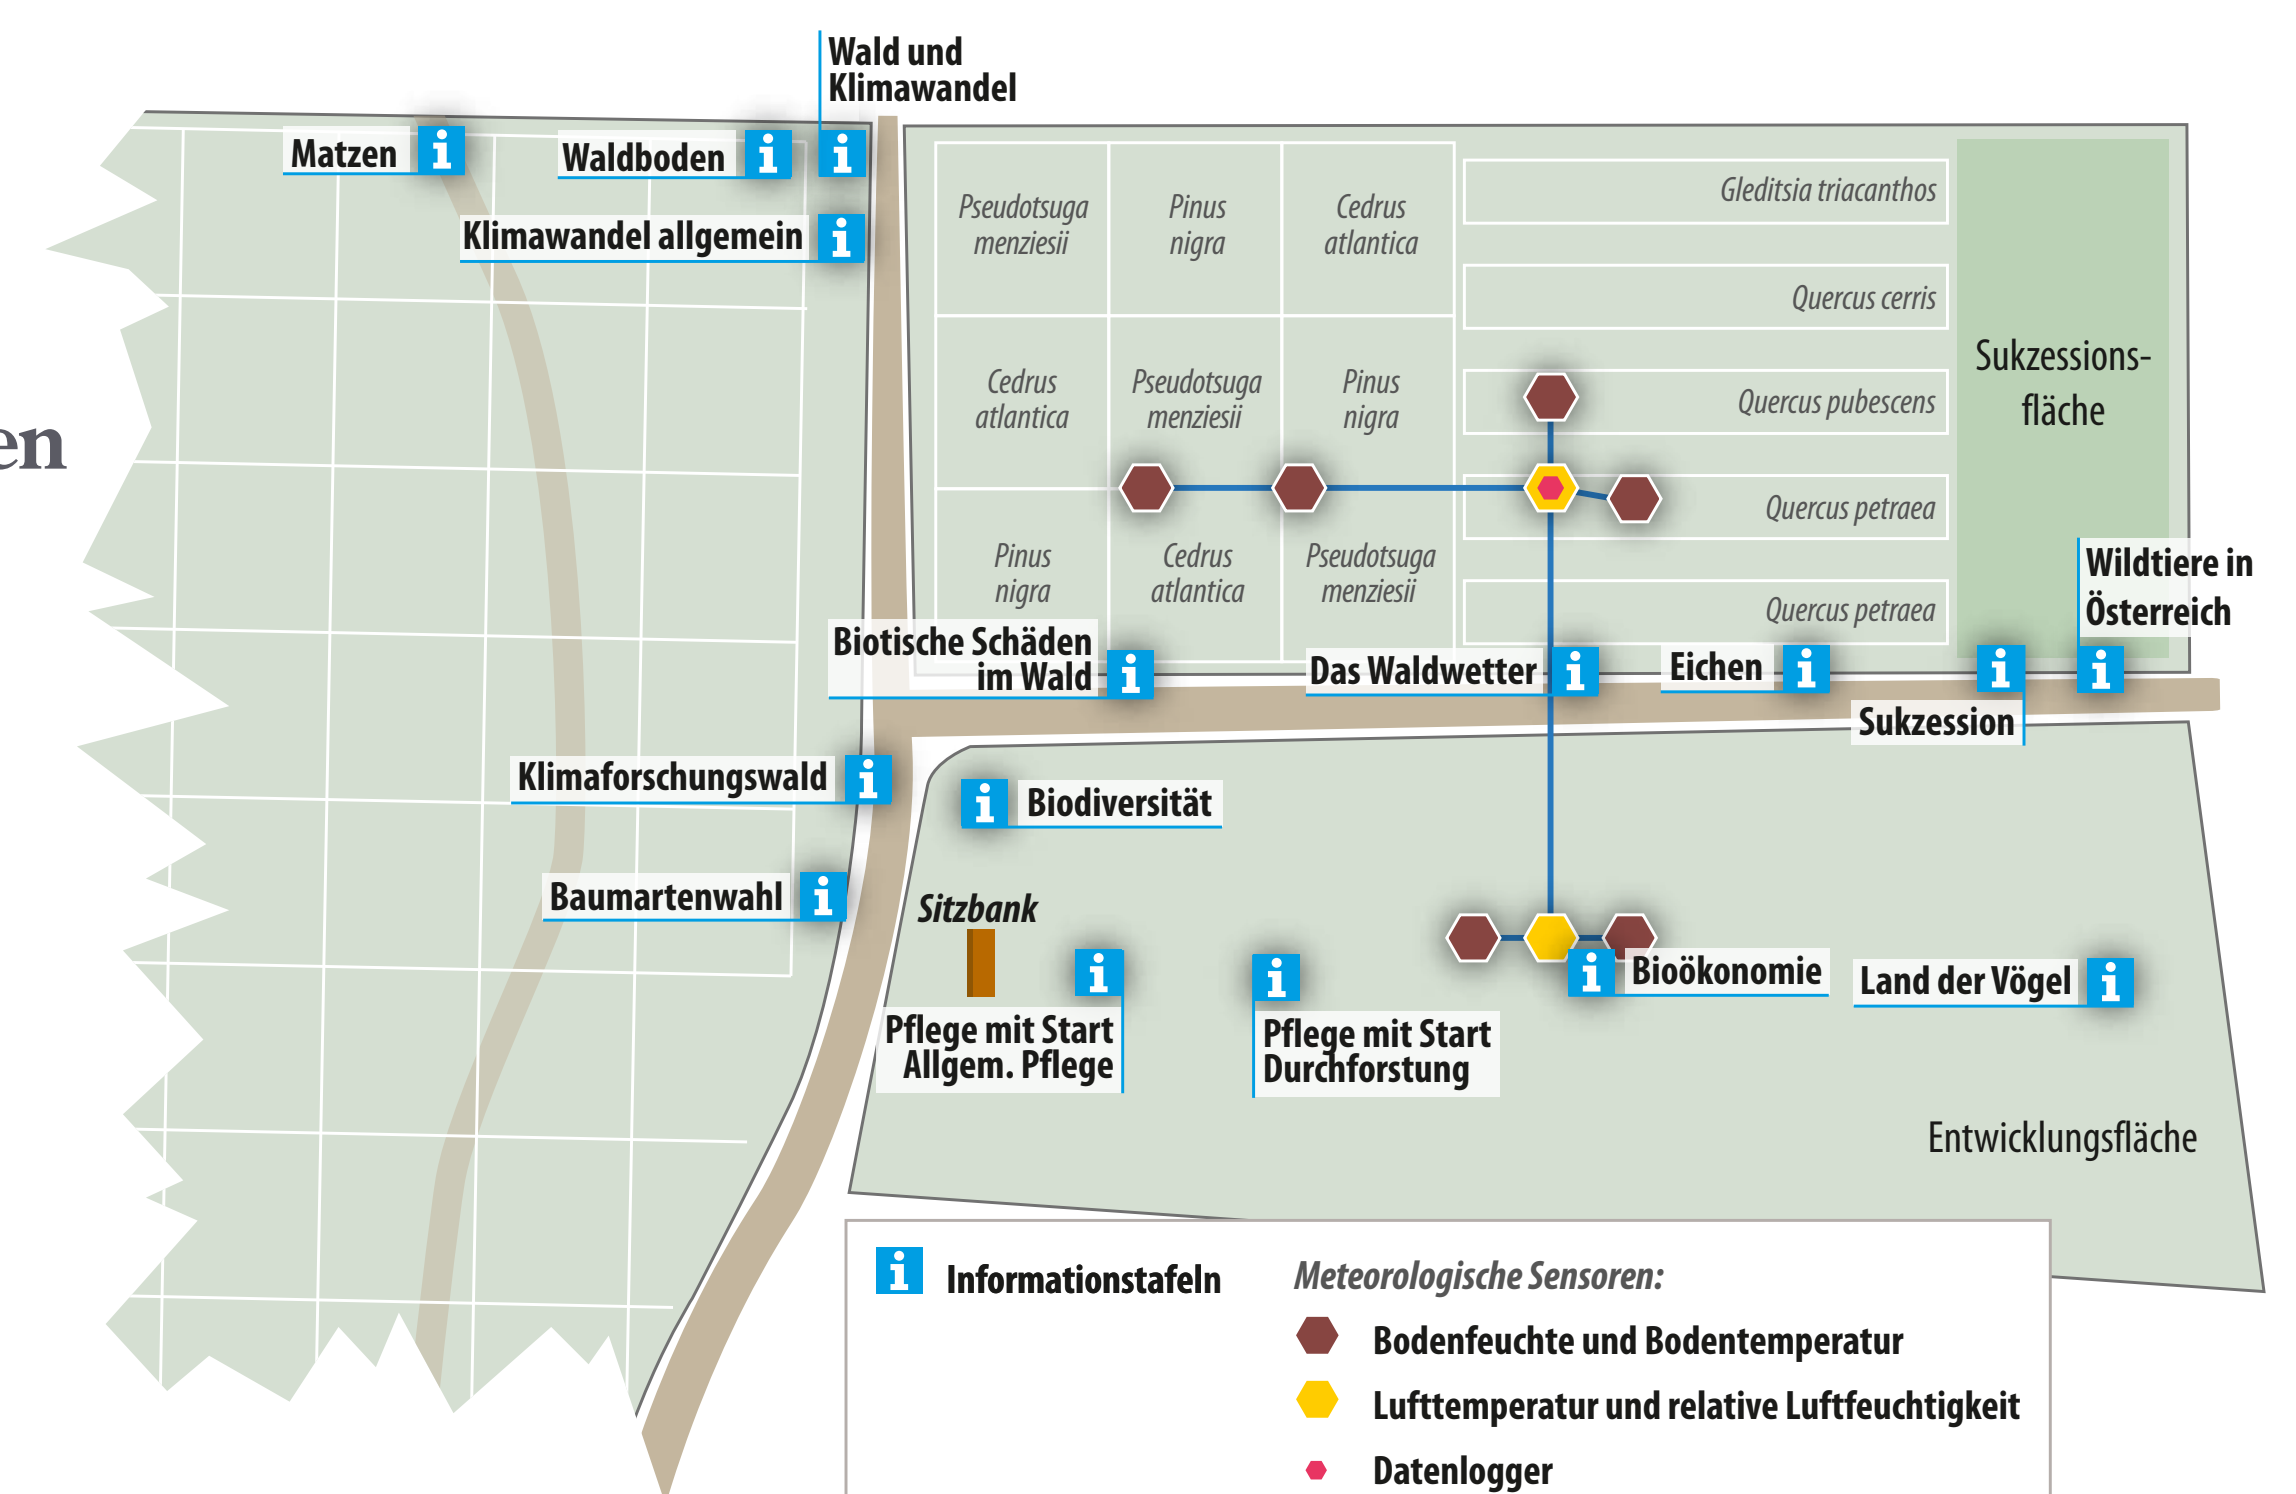 Wald und
Klimawandel
Matzen
Waldboden
Klimawandel allgemein
en
Pseudotsuga
menziesii
Pinus
nigra
Cedrus
atlantica
Gleditsia triacanthos
Quercus cerris
Sukzessions-
fläche
Cedrus
atlantica
Pseudotsuga
menziesii
Pinus
nigra
Quercus pubescens
Quercus petraea
Pinus
nigra
Cedrus
atlantica
Pseudotsuga
menziesii
Quercus petraea
Wildtiere in
Österreich
Biotische Schäden
im Wald
Das Waldwetter
Eichen
Sukzession
Klimaforschungswald
Biodiversität
Baumartenwahl
Sitzbank
Pflege mit Start
Allgem. Pflege
Pflege mit Start
Durchforstung
Bioökonomie
Land der Vögel
Entwicklungsfläche
Informationstafeln
Meteorologische Sensoren:
Bodenfeuchte und Bodentemperatur
Lufttemperatur und relative Luftfeuchtigkeit
Datenlogger